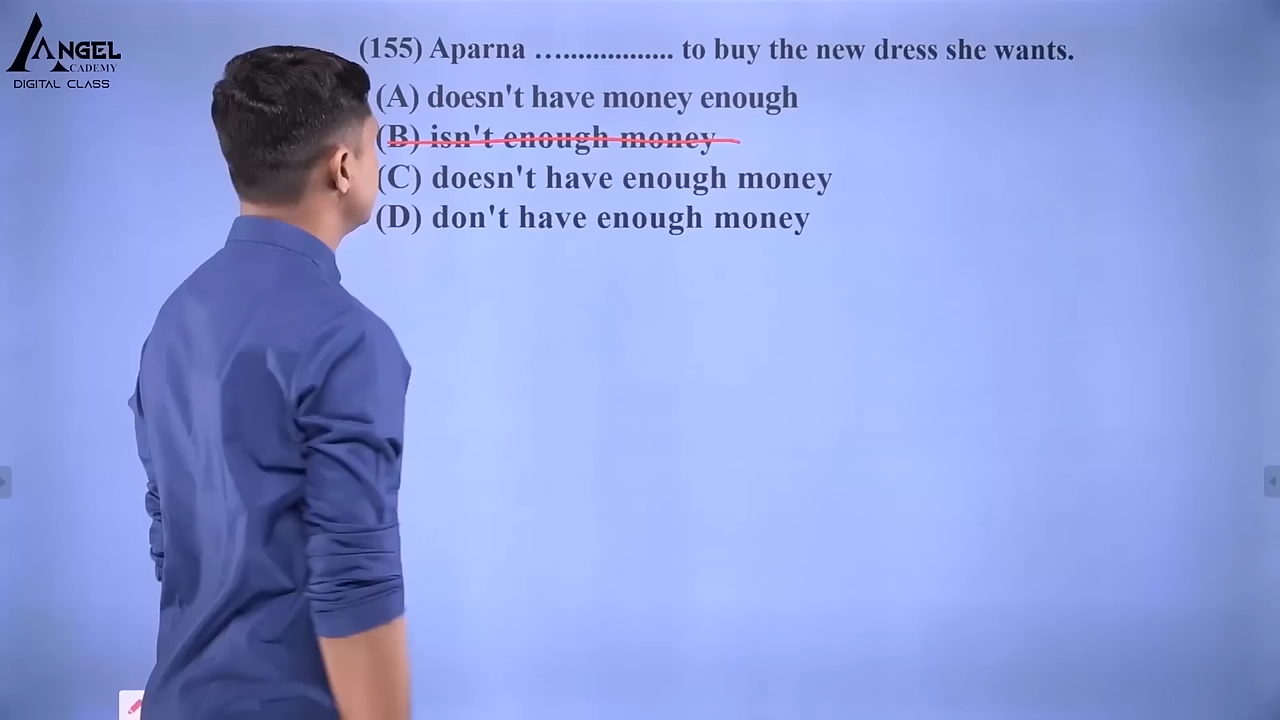 ANGEL
ACADEMY
DIGITAL CLASS
(155) Aparna ….................. to buy the new dress she wants.
(A) doesn't have money enough
(B) isn't enough money
(C) doesn't have enough money
(D) don't have enough money